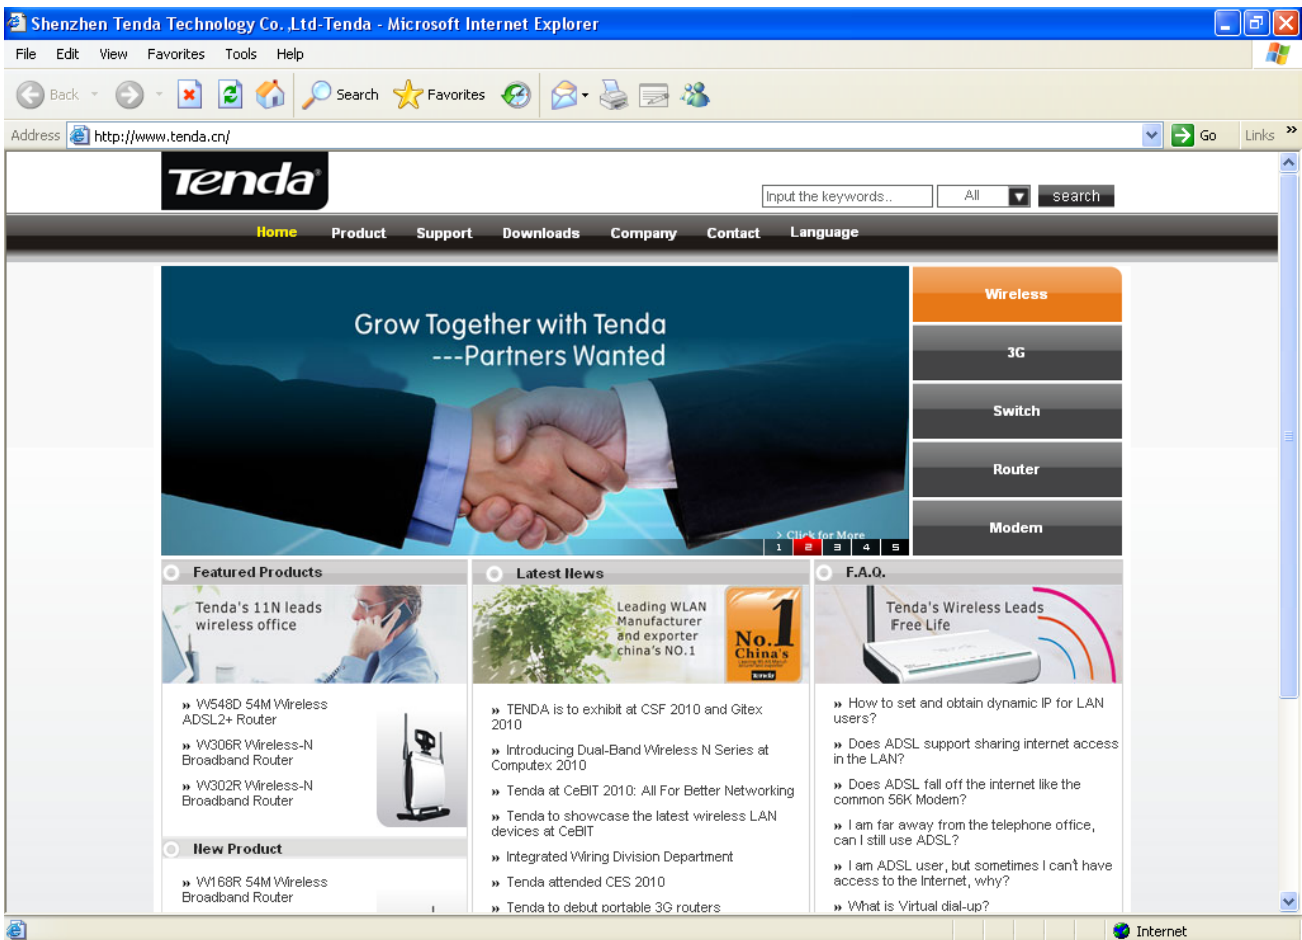 Shenzhen Tenda Technology Co.,Ltd-Tenda - Microsoft Internet Explorer
File Edit View Favorites Tools Help
Back Search Favorites
Address http://www.tenda.cn/ Go Links »
Tenda
Input the keywords.. All search
Home Product Support Downloads Company Contact Language
Grow Together with Tenda
---Partners Wanted
> Click for More
1 2 3 4 5
Wireless
3G
Switch
Router
Modem
Featured Products
Tenda's 11N leads
wireless office
» W548D 54M Wireless
ADSL2+ Router
» W306R Wireless-N
Broadband Router
» W302R Wireless-N
Broadband Router
New Product
» W168R 54M Wireless
Broadband Router
Latest News
Leading WLAN
Manufacturer
and exporter
china's NO.1
No.1
China's
Tenda
» TENDA is to exhibit at CSF 2010 and Gitex
2010
» Introducing Dual-Band Wireless N Series at
Computex 2010
» Tenda at CeBIT 2010: All For Better Networking
» Tenda to showcase the latest wireless LAN
devices at CeBIT
» Integrated Wiring Division Department
» Tenda attended CES 2010
» Tenda to debut portable 3G routers
F.A.Q.
Tenda's Wireless Leads
Free Life
» How to set and obtain dynamic IP for LAN
users?
» Does ADSL support sharing internet access
in the LAN?
» Does ADSL fall off the internet like the
common 56K Modem?
» I am far away from the telephone office,
can I still use ADSL?
» I am ADSL user, but sometimes I can't have
access to the Internet, why?
» What is Virtual dial-up?
Internet